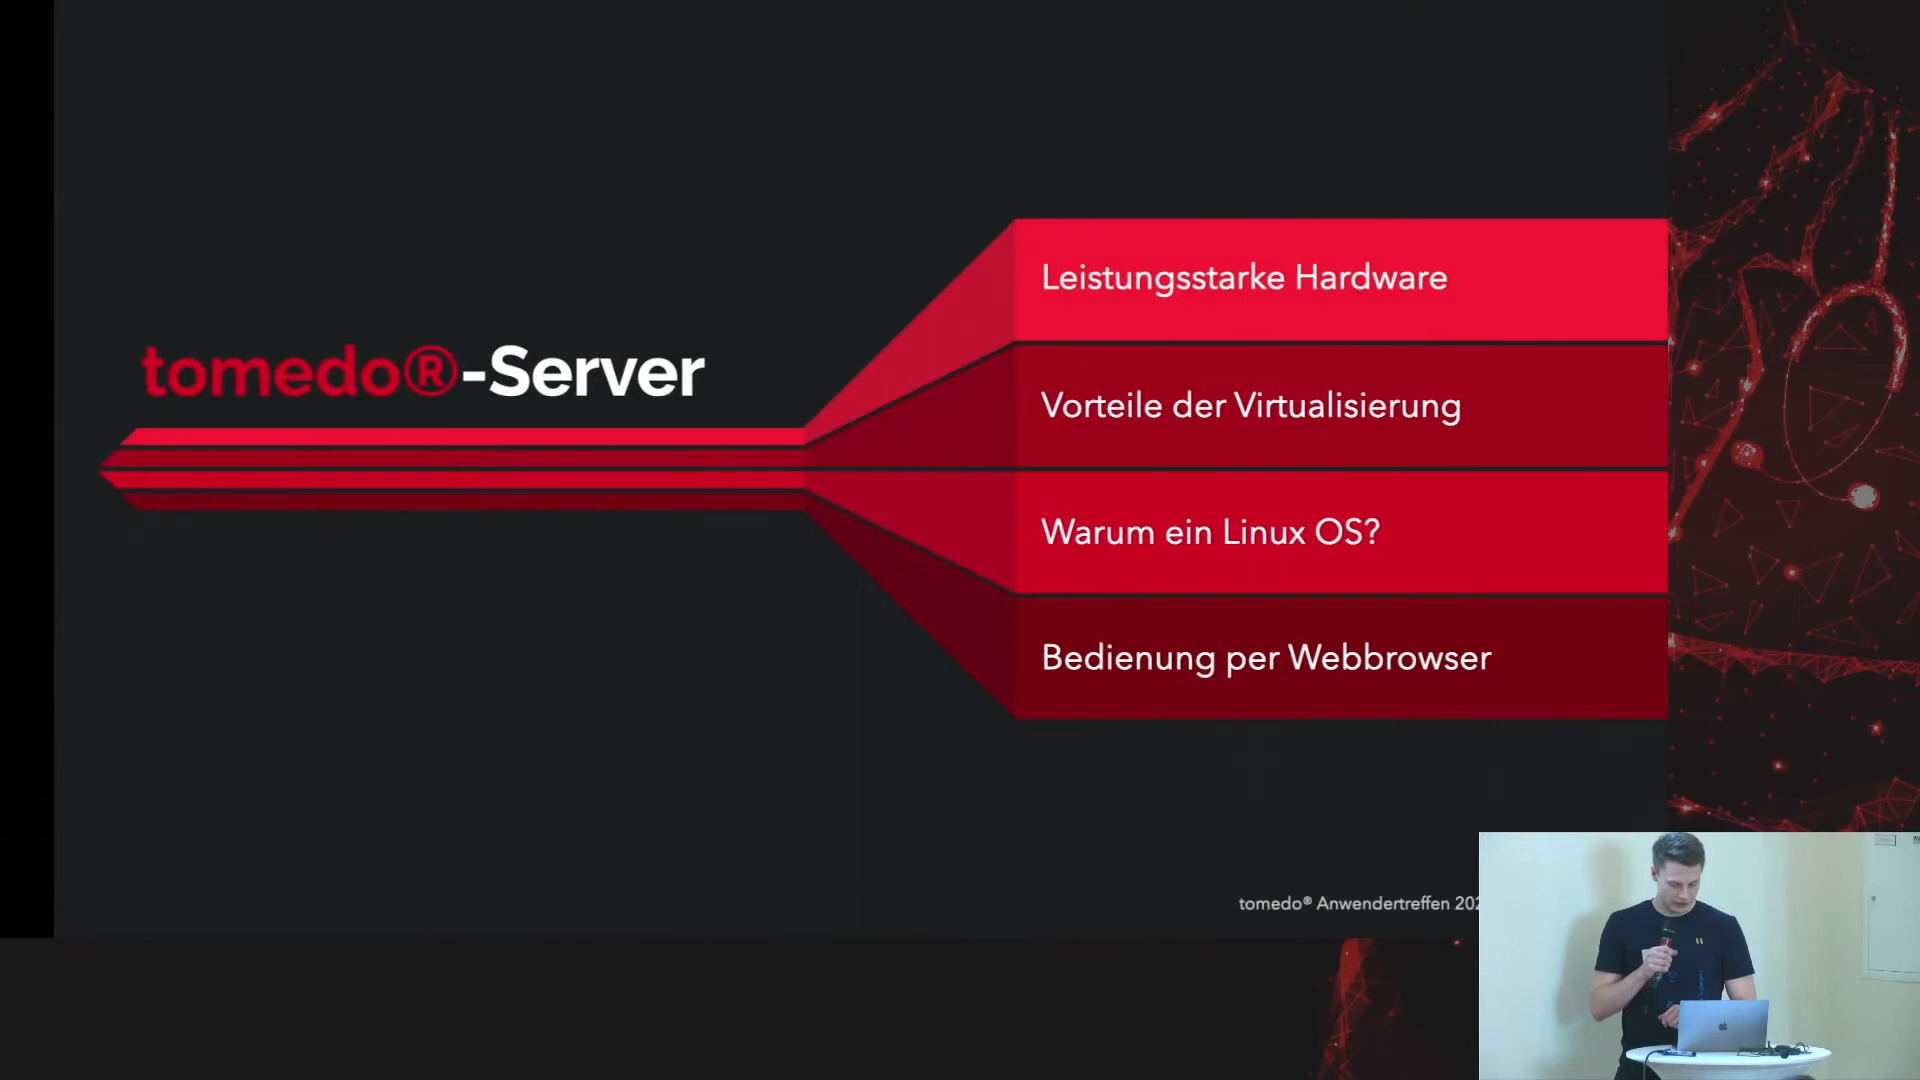 tomedo®-Server
Leistungsstarke Hardware
Vorteile der Virtualisierung
Warum ein Linux OS?
Bedienung per Webbrowser
tomedo® Anwendertreffen